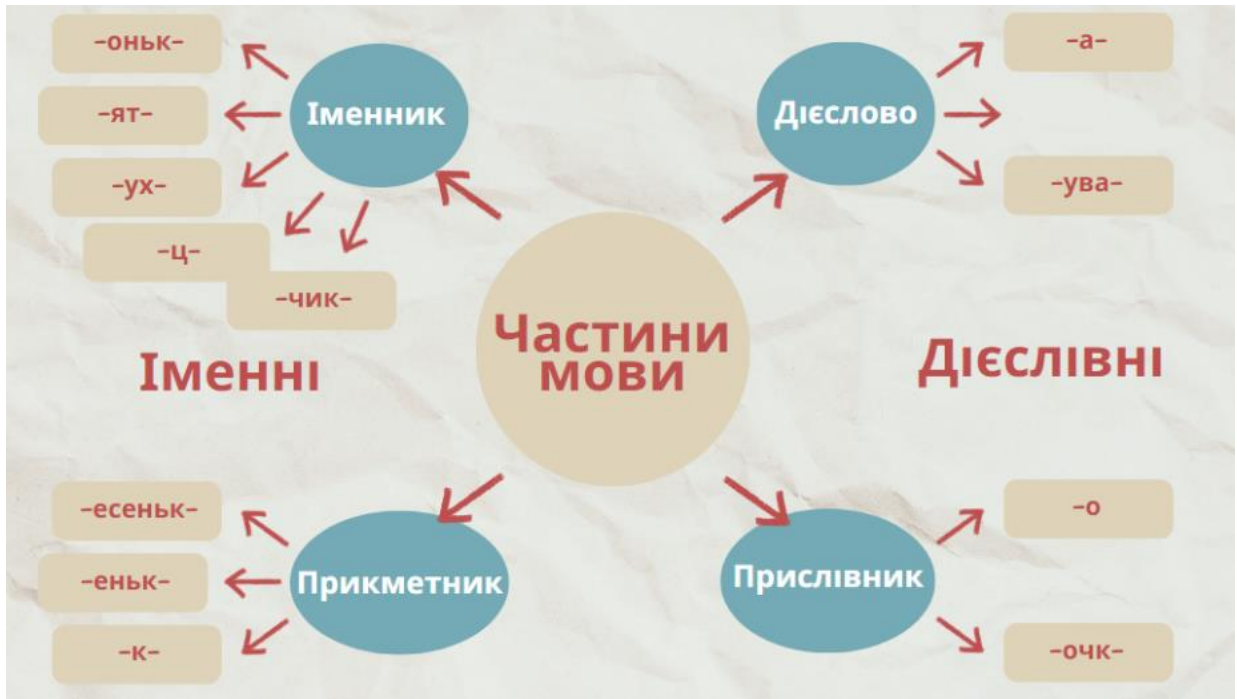 –оньк–
–ят–
–ух–
–ц–
–чик–
Іменник
Дієслово
–а–
–ува–
Частини
мови
Іменні
Дієслівні
–есеньк–
–еньк–
–к–
Прикметник
Прислівник
–о
–очк–